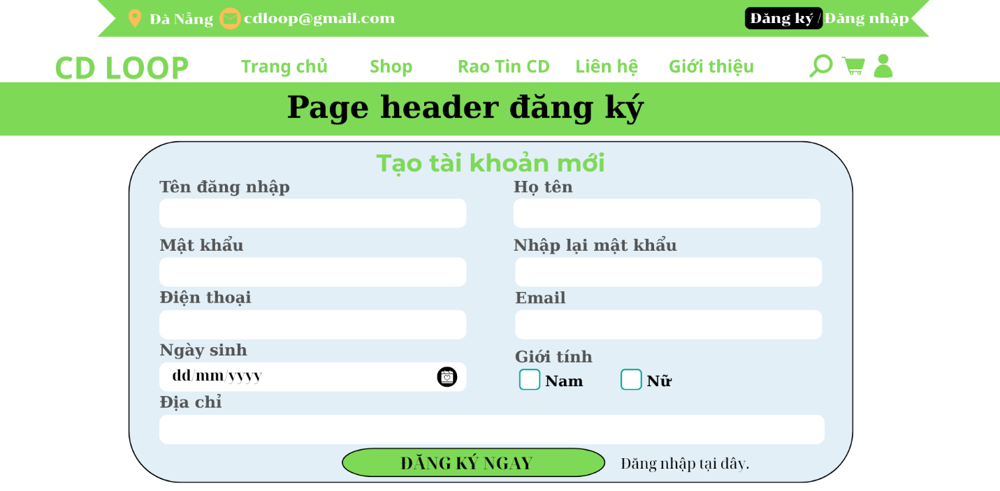 Đà Nẵng cdloop@gmail.com Đăng ký / Đăng nhập
CD LOOP Trang chủ Shop Rao Tin CD Liên hệ Giới thiệu
Page header đăng ký
Tạo tài khoản mới
Tên đăng nhập Họ tên
Mật khẩu Nhập lại mật khẩu
Điện thoại Email
Ngày sinh Giới tính
dd/mm/yyyy Nam Nữ
Địa chỉ
ĐĂNG KÝ NGAY Đăng nhập tại đây.